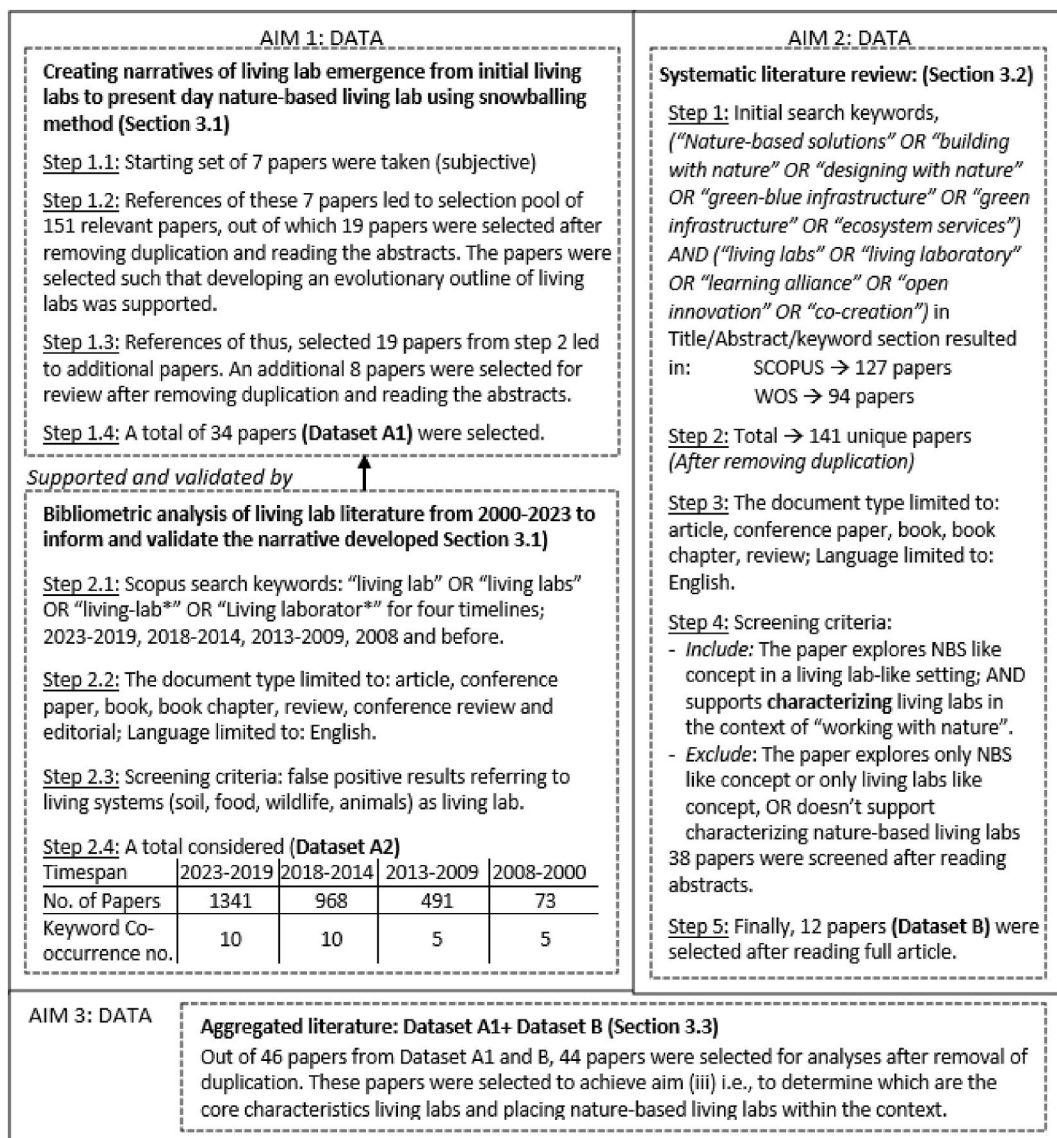 AIM 1: DATA
Creating narratives of living lab emergence from initial living
labs to present day nature-based living lab using snowballing
method (Section 3.1)
Step 1.1: Starting set of 7 papers were taken (subjective)
Step 1.2: References of these 7 papers led to selection pool of
151 relevant papers, out of which 19 papers were selected after
removing duplication and reading the abstracts. The papers were
selected such that developing an evolutionary outline of living
labs was supported.
Step 1.3: References of thus, selected 19 papers from step 2 led
to additional papers. An additional 8 papers were selected for
review after removing duplication and reading the abstracts.
Step 1.4: A total of 34 papers (Dataset A1) were selected.
Supported and validated by
Bibliometric analysis of living lab literature from 2000-2023 to
inform and validate the narrative developed Section 3.1)
Step 2.1: Scopus search keywords: “living lab” OR “living labs”
OR “living-lab*” OR “Living laborator*” for four timelines;
2023-2019, 2018-2014, 2013-2009, 2008 and before.
Step 2.2: The document type limited to: article, conference
paper, book, book chapter, review, conference review and
editorial; Language limited to: English.
Step 2.3: Screening criteria: false positive results referring to
living systems (soil, food, wildlife, animals) as living lab.
Step 2.4: A total considered (Dataset A2)
Timespan 2023-2019 2018-2014 2013-2009 2008-2000
No. of Papers 1341 968 491 73
Keyword Co-
occurrence no. 10 10 5 5
AIM 2: DATA
Systematic literature review: (Section 3.2)
Step 1: Initial search keywords,
(“Nature-based solutions” OR “building
with nature” OR “designing with nature”
OR “green-blue infrastructure” OR “green
infrastructure” OR “ecosystem services”)
AND (“living labs” OR “living laboratory”
OR “learning alliance” OR “open
innovation” OR “co-creation”) in
Title/Abstract/keyword section resulted
in: SCOPUS → 127 papers
WOS → 94 papers
Step 2: Total → 141 unique papers
(After removing duplication)
Step 3: The document type limited to:
article, conference paper, book, book
chapter, review; Language limited to:
English.
Step 4: Screening criteria:
- Include: The paper explores NBS like
concept in a living lab-like setting; AND
supports characterizing living labs in
the context of “working with nature”.
- Exclude: The paper explores only NBS
like concept or only living labs like
concept, OR doesn’t support
characterizing nature-based living labs
38 papers were screened after reading
abstracts.
Step 5: Finally, 12 papers (Dataset B) were
selected after reading full article.
AIM 3: DATA
Aggregated literature: Dataset A1+ Dataset B (Section 3.3)
Out of 46 papers from Dataset A1 and B, 44 papers were selected for analyses after removal of
duplication. These papers were selected to achieve aim (iii) i.e., to determine which are the
core characteristics living labs and placing nature-based living labs within the context.